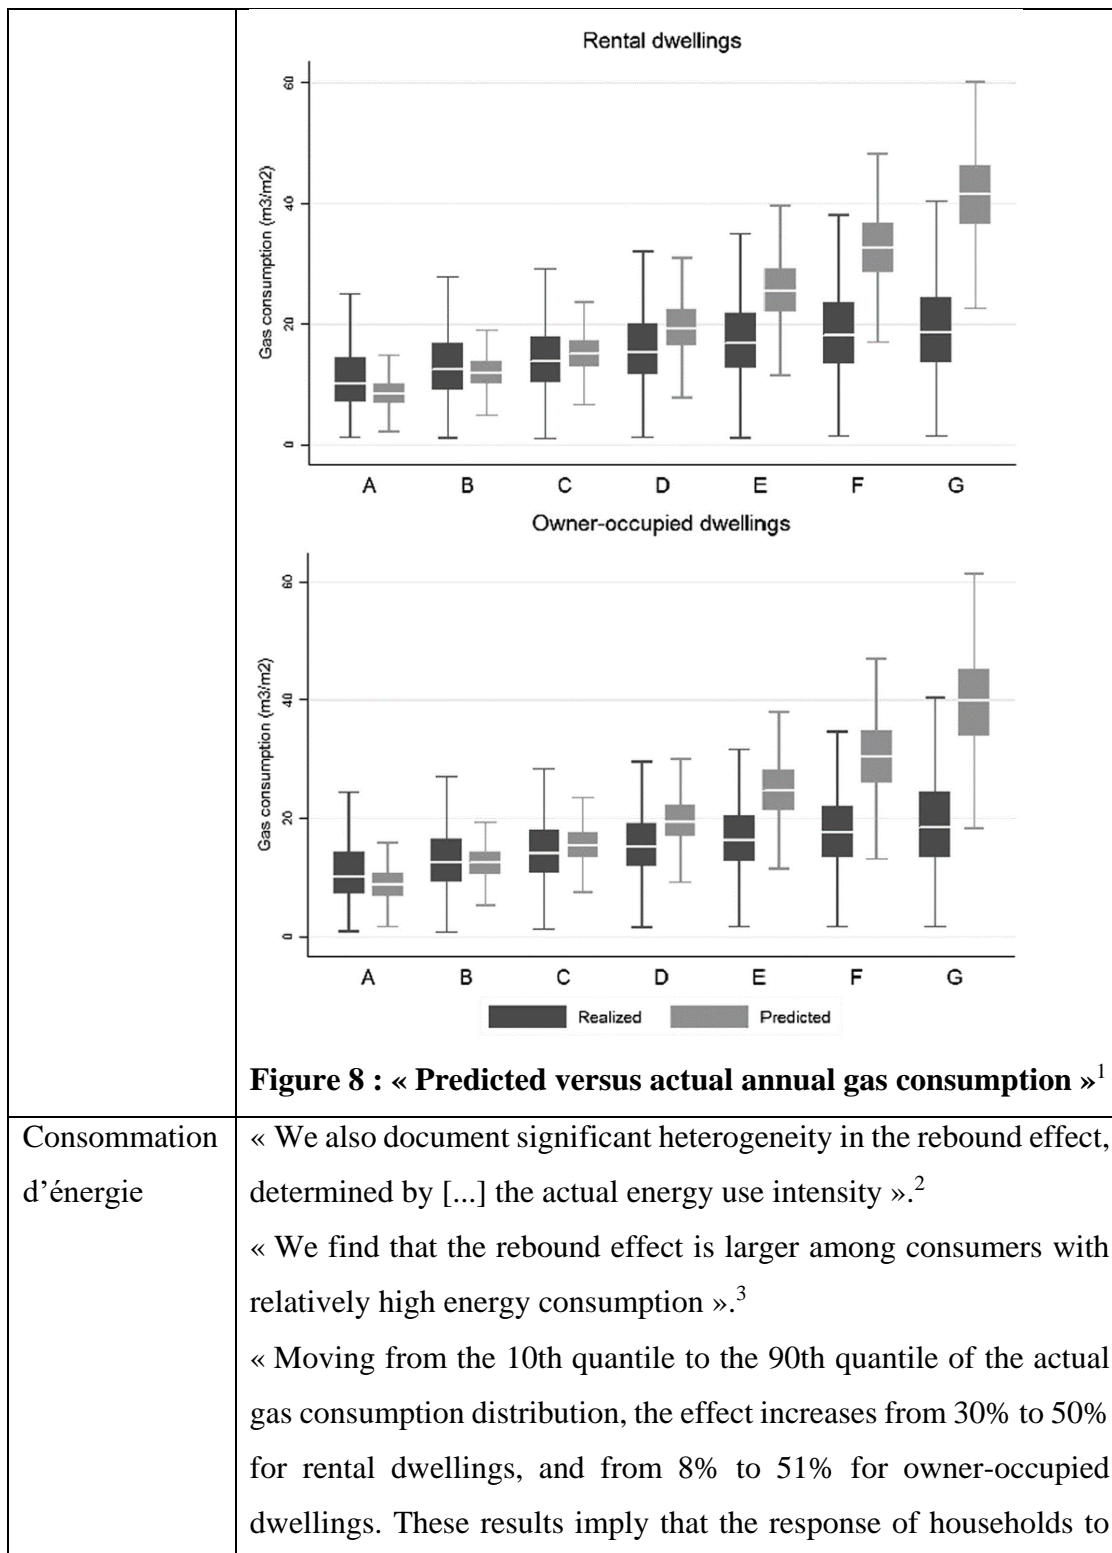 Rental dwellings
Gas consumption (m3/m2)
60
40
20
0
A B C D E F G
Owner-occupied dwellings
Gas consumption (m3/m2)
60
40
20
0
A B C D E F G
Realized Predicted
Figure 8 : « Predicted versus actual annual gas consumption »¹
Consommation
d’énergie
« We also document significant heterogeneity in the rebound effect,
determined by [...] the actual energy use intensity ».²
« We find that the rebound effect is larger among consumers with
relatively high energy consumption ».³
« Moving from the 10th quantile to the 90th quantile of the actual
gas consumption distribution, the effect increases from 30% to 50%
for rental dwellings, and from 8% to 51% for owner-occupied
dwellings. These results imply that the response of households to